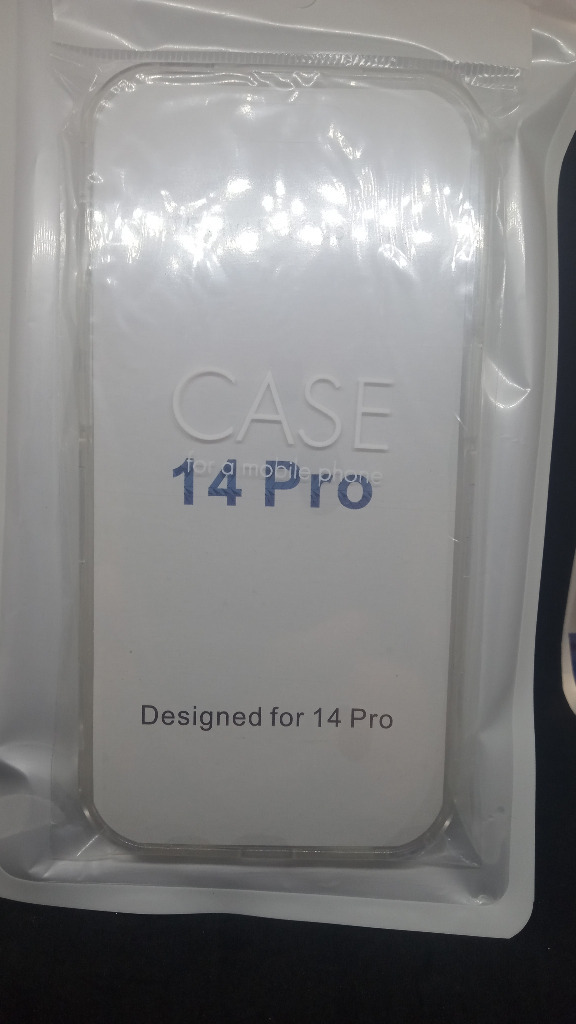 CASE
for a mobile phone
14 Pro
Designed for 14 Pro